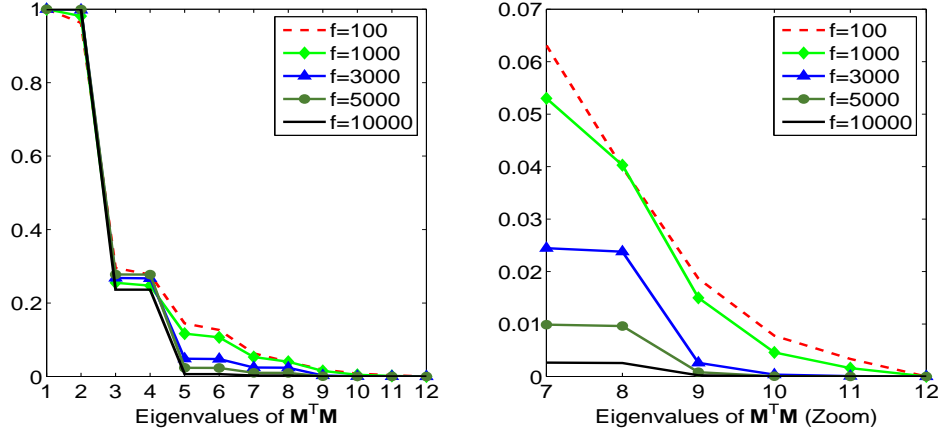 1
0.8
0.6
0.4
0.2
0
1 2 3 4 5 6 7 8 9 10 11 12
Eigenvalues of MᵀM
f=100
f=1000
f=3000
f=5000
f=10000
0.07
0.06
0.05
0.04
0.03
0.02
0.01
0
7 8 9 10 11 12
Eigenvalues of MᵀM (Zoom)
f=100
f=1000
f=3000
f=5000
f=10000